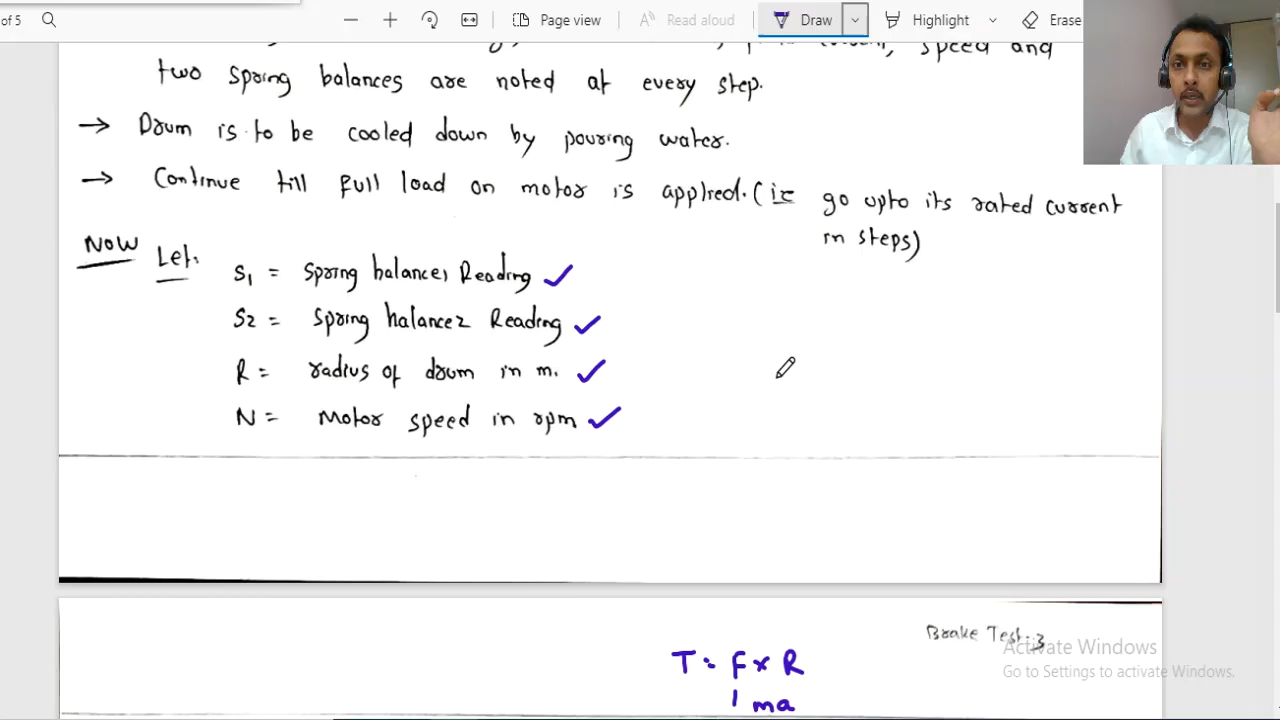 of 5
Page view
Read aloud
Draw
Highlight
Erase
speed and
two spring balances are noted at every step.
→ Drum is to be cooled down by pouring water.
→ Continue till full load on motor is applied. (ie go upto its rated current
in steps)
NOW Let.
S1 = Spring balance1 Reading ✓
S2 = Spring balance2 Reading ✓
R = radius of drum in m. ✓
N = Motor speed in rpm ✓
Brake Test. 3
T = F x R
ma
Activate Windows
Go to Settings to activate Windows.